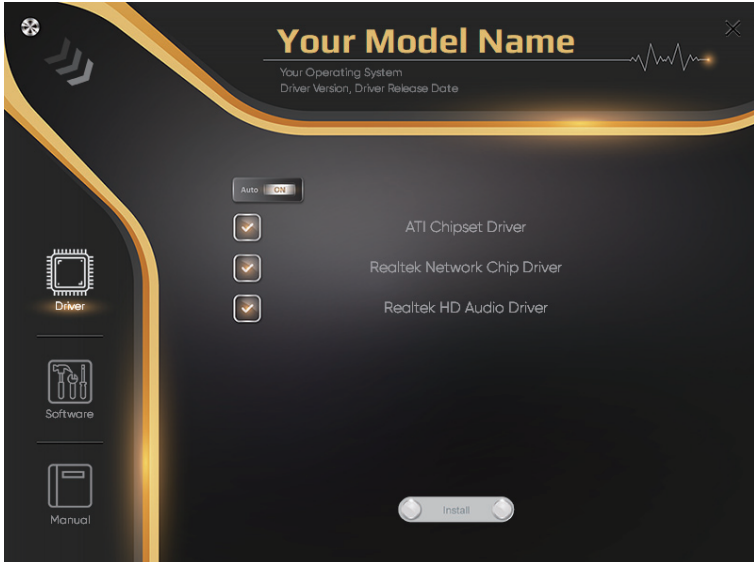 Your Model Name
Your Operating System
Driver Version, Driver Release Date
Auto ON
ATI Chipset Driver
Realtek Network Chip Driver
Realtek HD Audio Driver
Driver
Software
Manual
Install